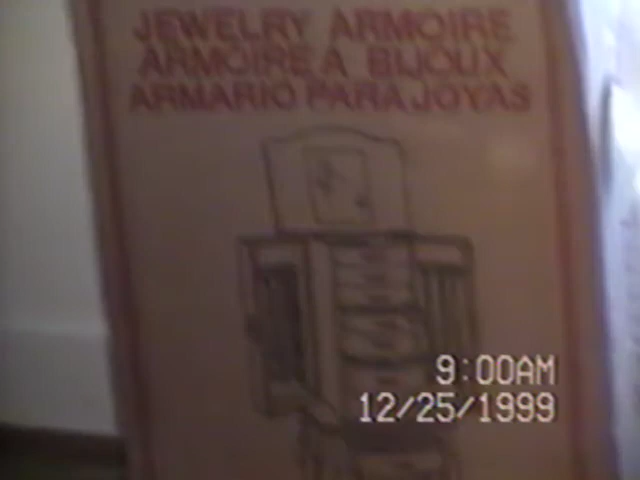 JEWELRY ARMOIRE
ARMOIRE A BIJOUX
ARMARIO PARA JOYAS
9:00AM
12/25/1999